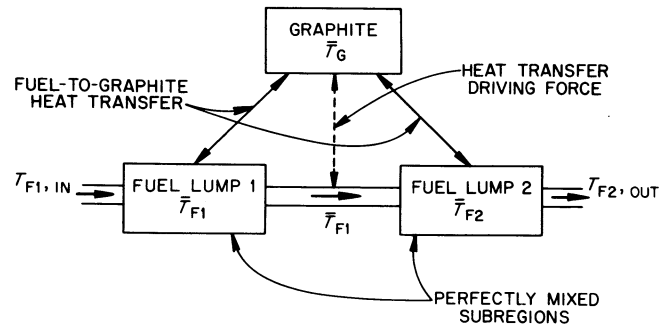 GRAPHITE
T̅G
FUEL-TO-GRAPHITE
HEAT TRANSFER
HEAT TRANSFER
DRIVING FORCE
TF1, IN
FUEL LUMP 1
T̅F1
T̅F1
FUEL LUMP 2
T̅F2
TF2, OUT
PERFECTLY MIXED
SUBREGIONS